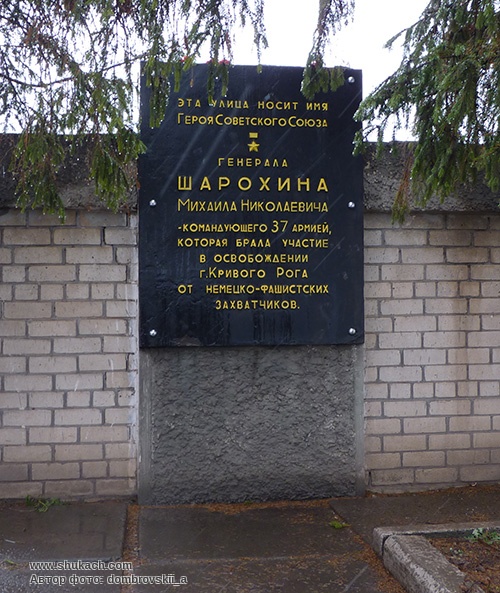 Эта улица носит имя
Героя Советского Союза
генерала
Шарохина
Михаила Николаевича
-командующего 37 армией,
которая брала участие
в освобождении
г. Кривого Рога
от немецко-фашистских
захватчиков.
www.shukach.com
Автор фото: dombrovskii_a